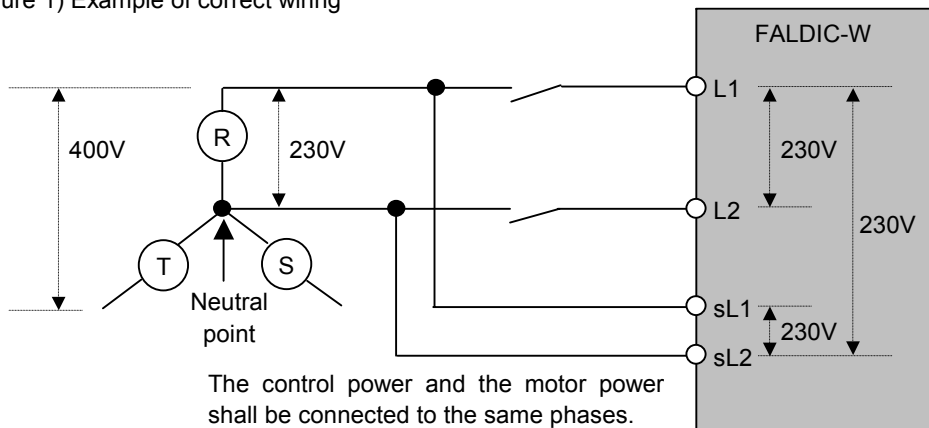 ure 1) Example of correct wiring
FALDIC-W
L1
R
400V
230V
230V
L2
230V
T
S
Neutral
point
sL1
230V
sL2
The control power and the motor power
shall be connected to the same phases.